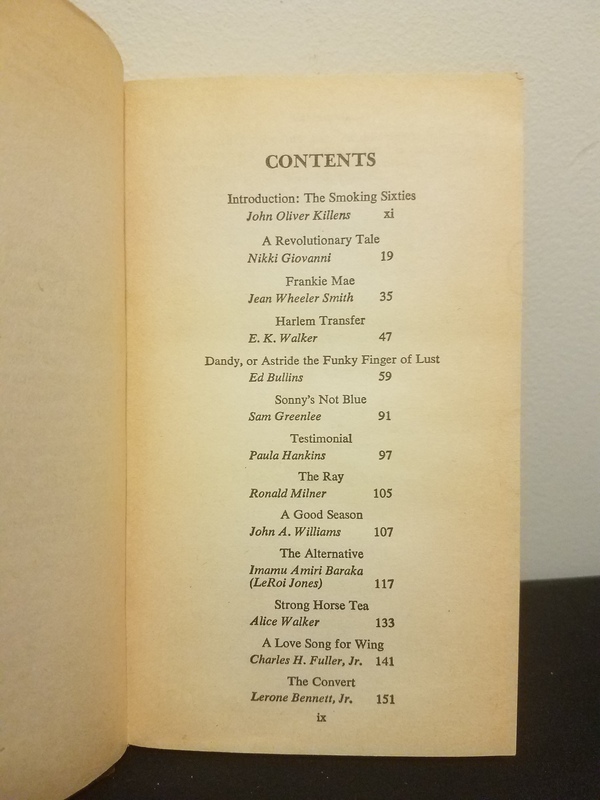 CONTENTS
Introduction: The Smoking Sixties
John Oliver Killens xi
A Revolutionary Tale
Nikki Giovanni 19
Frankie Mae
Jean Wheeler Smith 35
Harlem Transfer
E. K. Walker 47
Dandy, or Astride the Funky Finger of Lust
Ed Bullins 59
Sonny's Not Blue
Sam Greenlee 91
Testimonial
Paula Hankins 97
The Ray
Ronald Milner 105
A Good Season
John A. Williams 107
The Alternative
Imamu Amiri Baraka
(LeRoi Jones) 117
Strong Horse Tea
Alice Walker 133
A Love Song for Wing
Charles H. Fuller, Jr. 141
The Convert
Lerone Bennett, Jr. 151
ix